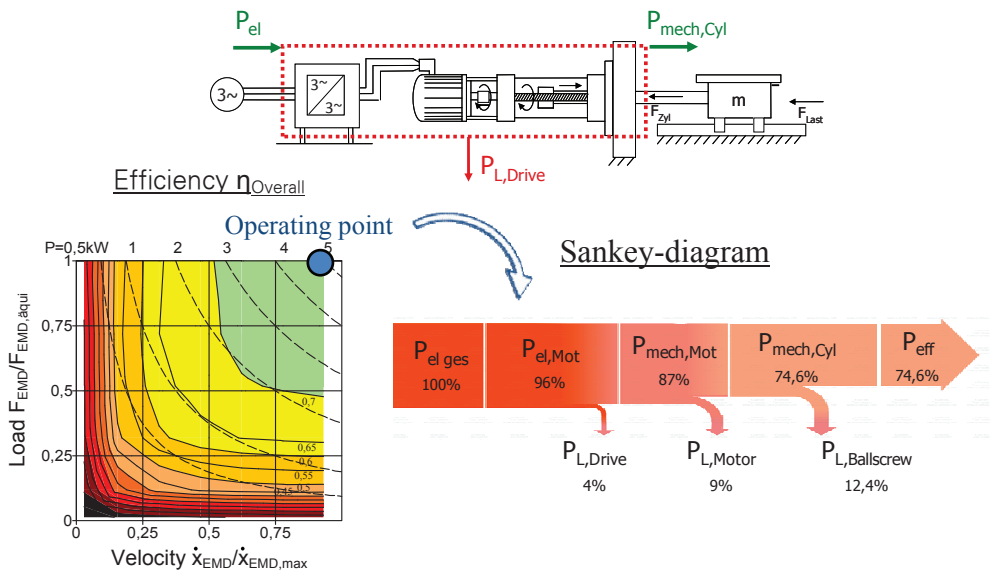 P_el
P_mech,Cyl
3~
3~
3~
m
F_Zyl
F_Last
P_L,Drive
Efficiency η_Overall
Operating point
P=0,5kW 1 2 3 4 5
Sankey-diagram
1
0,75
0,5
0,25
0
0,7
0,65
0,6
0,55
0,5
0,45
Load F_EMD/F_EMD,äqui
0 0,25 0,5 0,75 1
Velocity ẋ_EMD/ẋ_EMD,max
P_el ges
100%
P_el,Mot
96%
P_mech,Mot
87%
P_mech,Cyl
74,6%
P_eff
74,6%
P_L,Drive
4%
P_L,Motor
9%
P_L,Ballscrew
12,4%